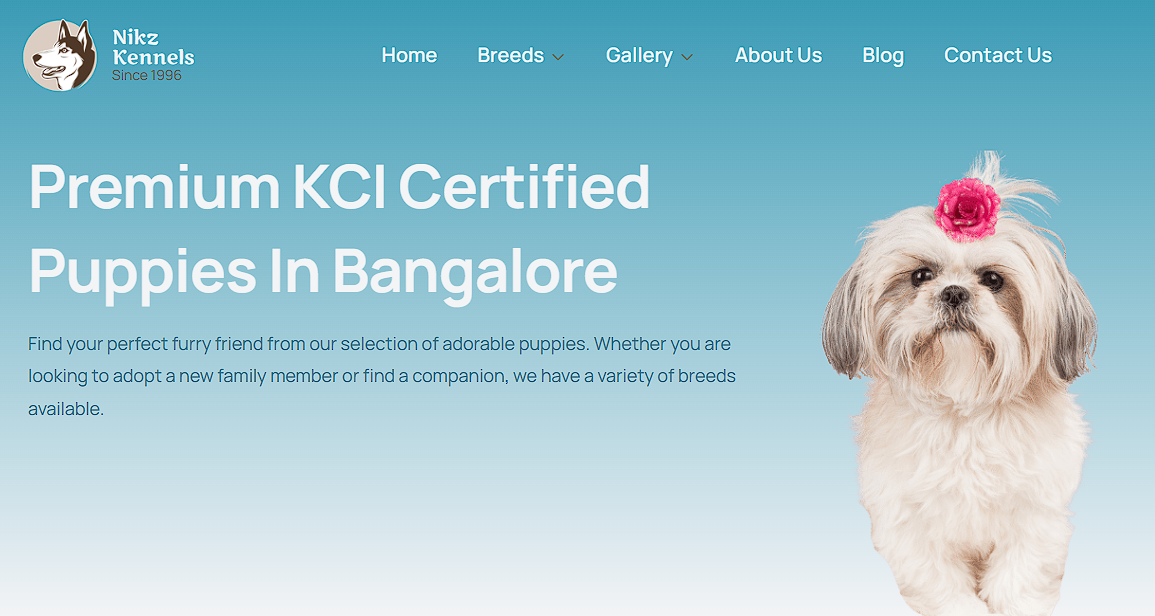 Nikz
Kennels
Since 1996
Home Breeds Gallery About Us Blog Contact Us
Premium KCI Certified
Puppies In Bangalore
Find your perfect furry friend from our selection of adorable puppies. Whether you are
looking to adopt a new family member or find a companion, we have a variety of breeds
available.